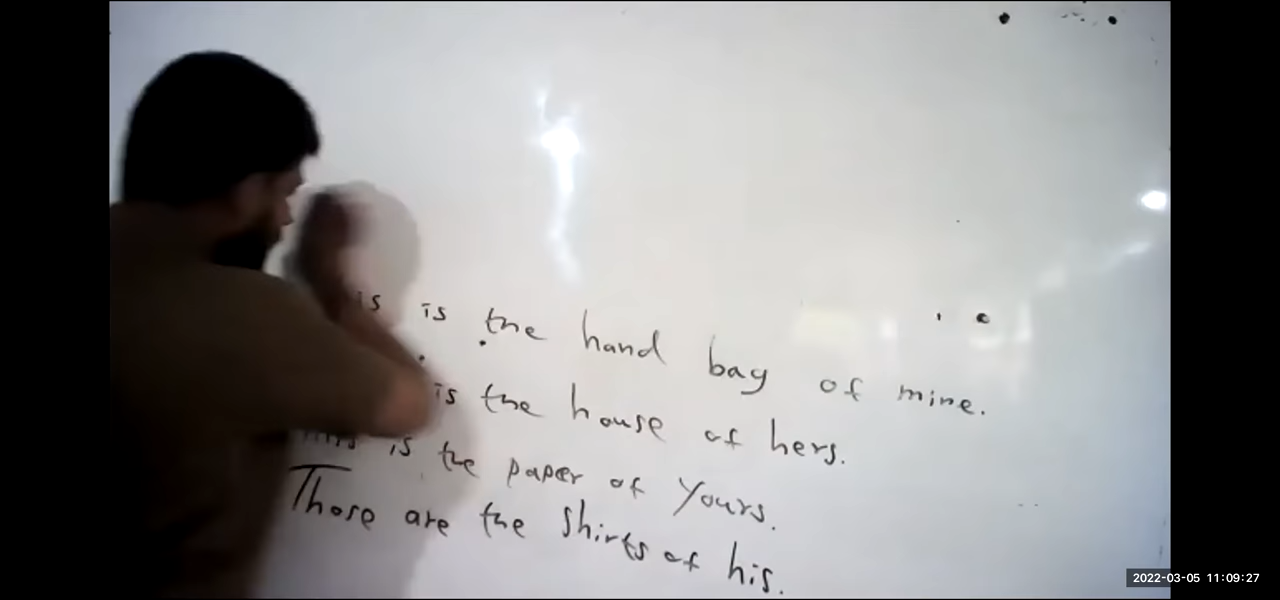 is the hand bag of mine.
is the house of hers.
This is the paper of yours.
Those are the shirts of his.
2022-03-05 11:09:27